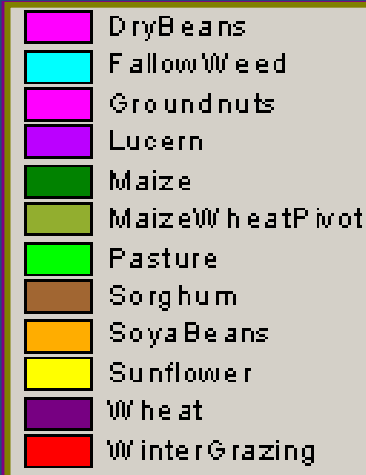 DryBeans
FallowWeed
Groundnuts
Lucern
Maize
MaizeWheatPivot
Pasture
Sorghum
SoyaBeans
Sunflower
Wheat
WinterGrazing